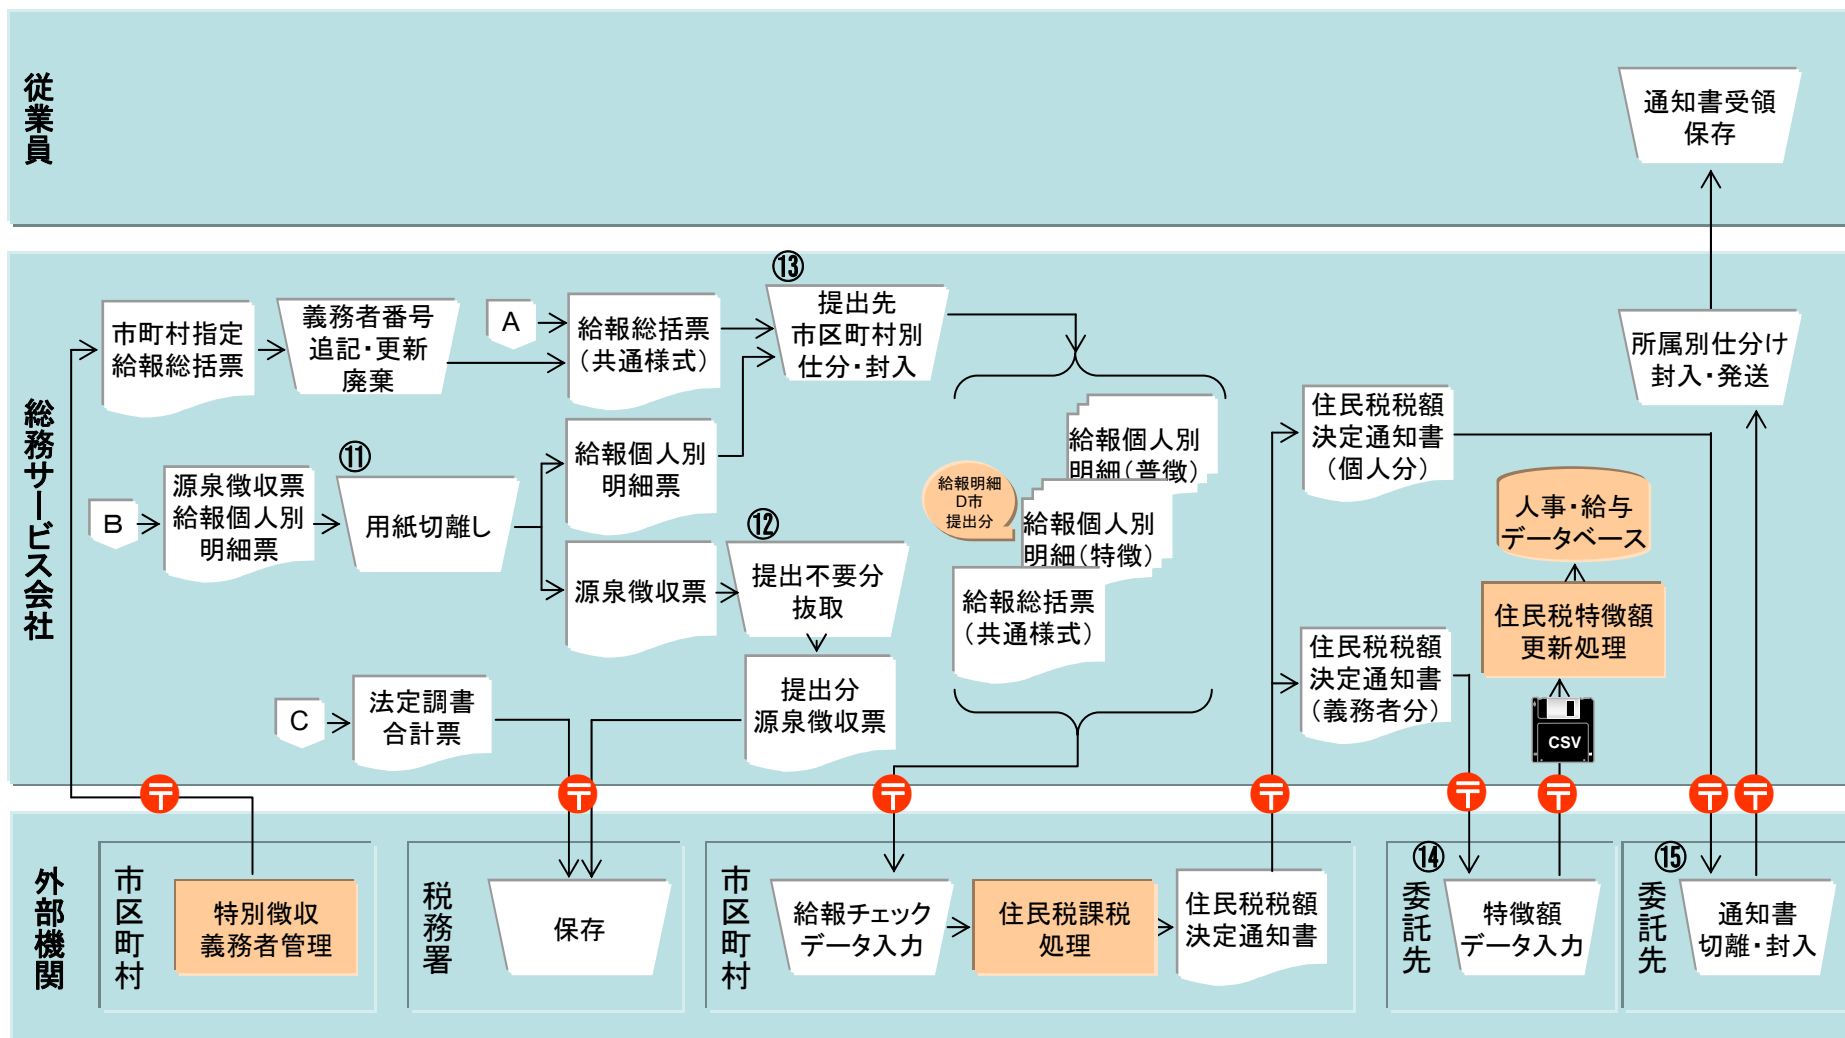 従業員
通知書受領
保存
総務サービス会社
市町村指定
給報総括票
義務者番号
追記・更新
廃棄
A
給報総括票
（共通様式）
⑬
提出先
市区町村別
仕分・封入
B
源泉徴収票
給報個人別
明細票
⑪
用紙切離し
給報個人別
明細票
源泉徴収票
⑫
提出不要分
抜取
提出分
源泉徴収票
C
法定調書
合計票
給報明細
D市
提出分
給報個人別
明細（普徴）
給報個人別
明細（特徴）
給報総括票
（共通様式）
住民税税額
決定通知書
（個人分）
住民税税額
決定通知書
（義務者分）
人事・給与
データベース
住民税特徴額
更新処理
CSV
所属別仕分け
封入・発送
〒
〒
〒
〒
〒
〒
〒
〒
外部機関
市区町村
特別徴収
義務者管理
税務署
保存
市区町村
給報チェック
データ入力
住民税課税
処理
住民税税額
決定通知書
⑭
委託先
特徴額
データ入力
⑮
委託先
通知書
切離・封入